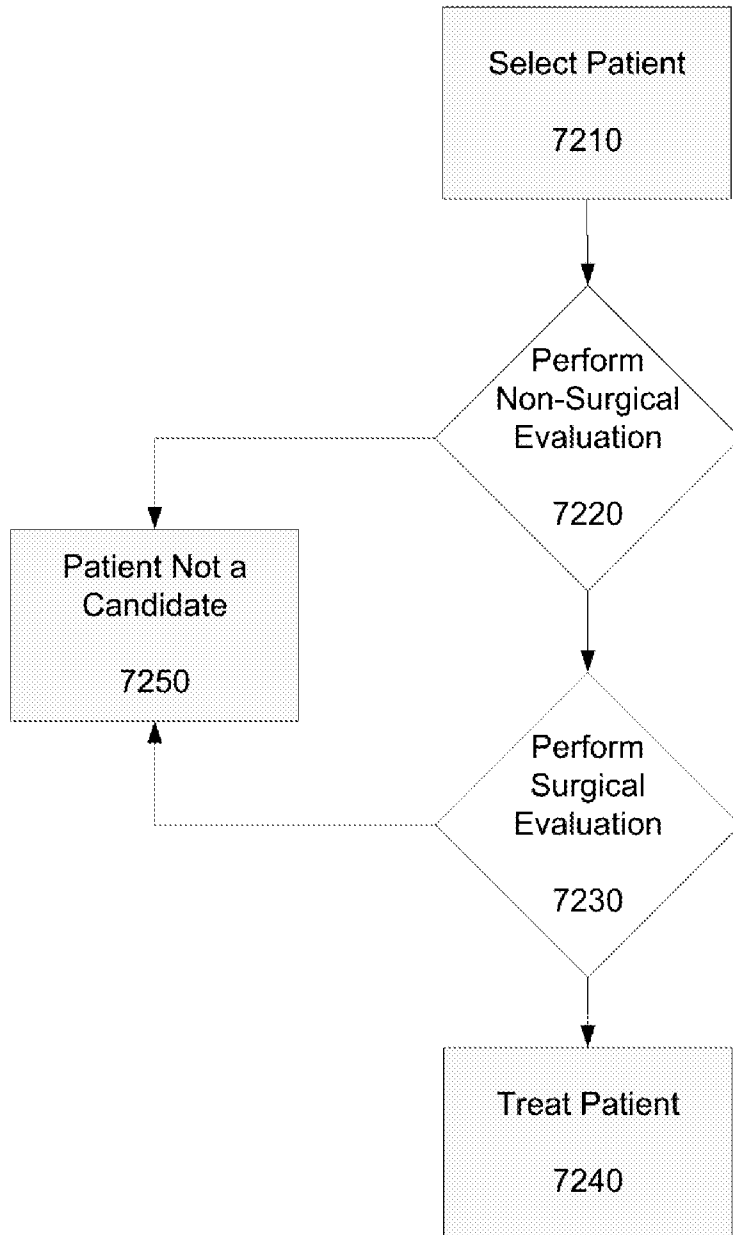 Select Patient
7210
Perform
Non-Surgical
Evaluation
7220
Patient Not a
Candidate
7250
Perform
Surgical
Evaluation
7230
Treat Patient
7240